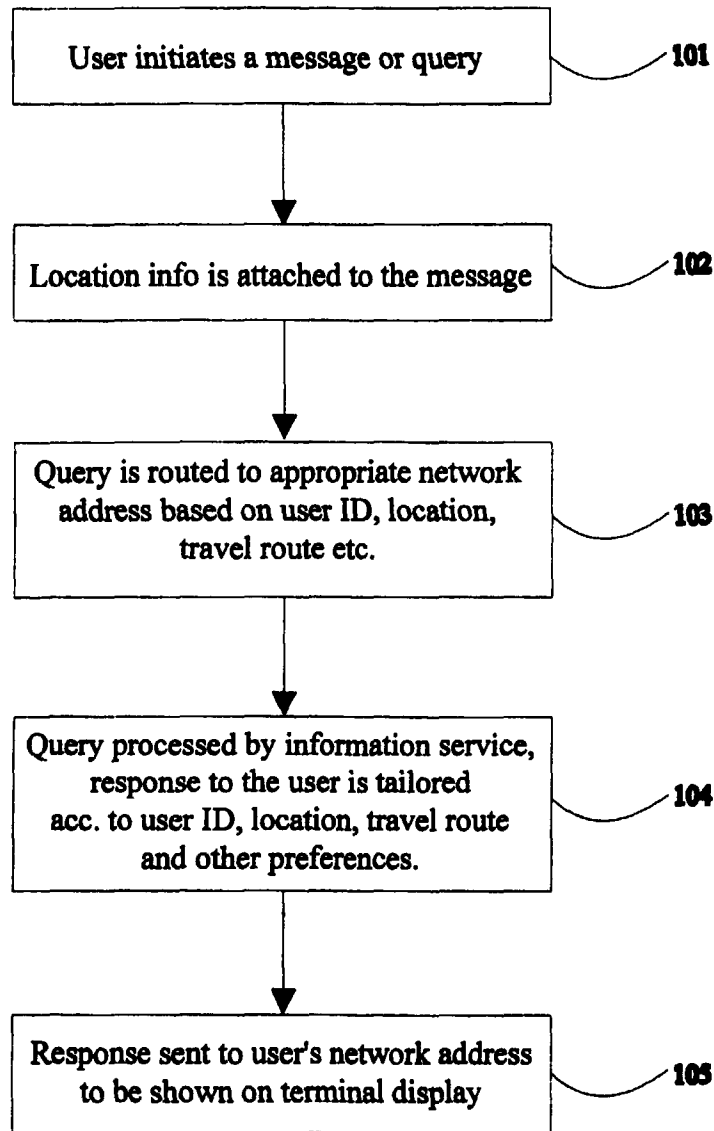 User initiates a message or query
101
Location info is attached to the message
102
Query is routed to appropriate network
address based on user ID, location,
travel route etc.
103
Query processed by information service,
response to the user is tailored
acc. to user ID, location, travel route
and other preferences.
104
Response sent to user's network address
to be shown on terminal display
105